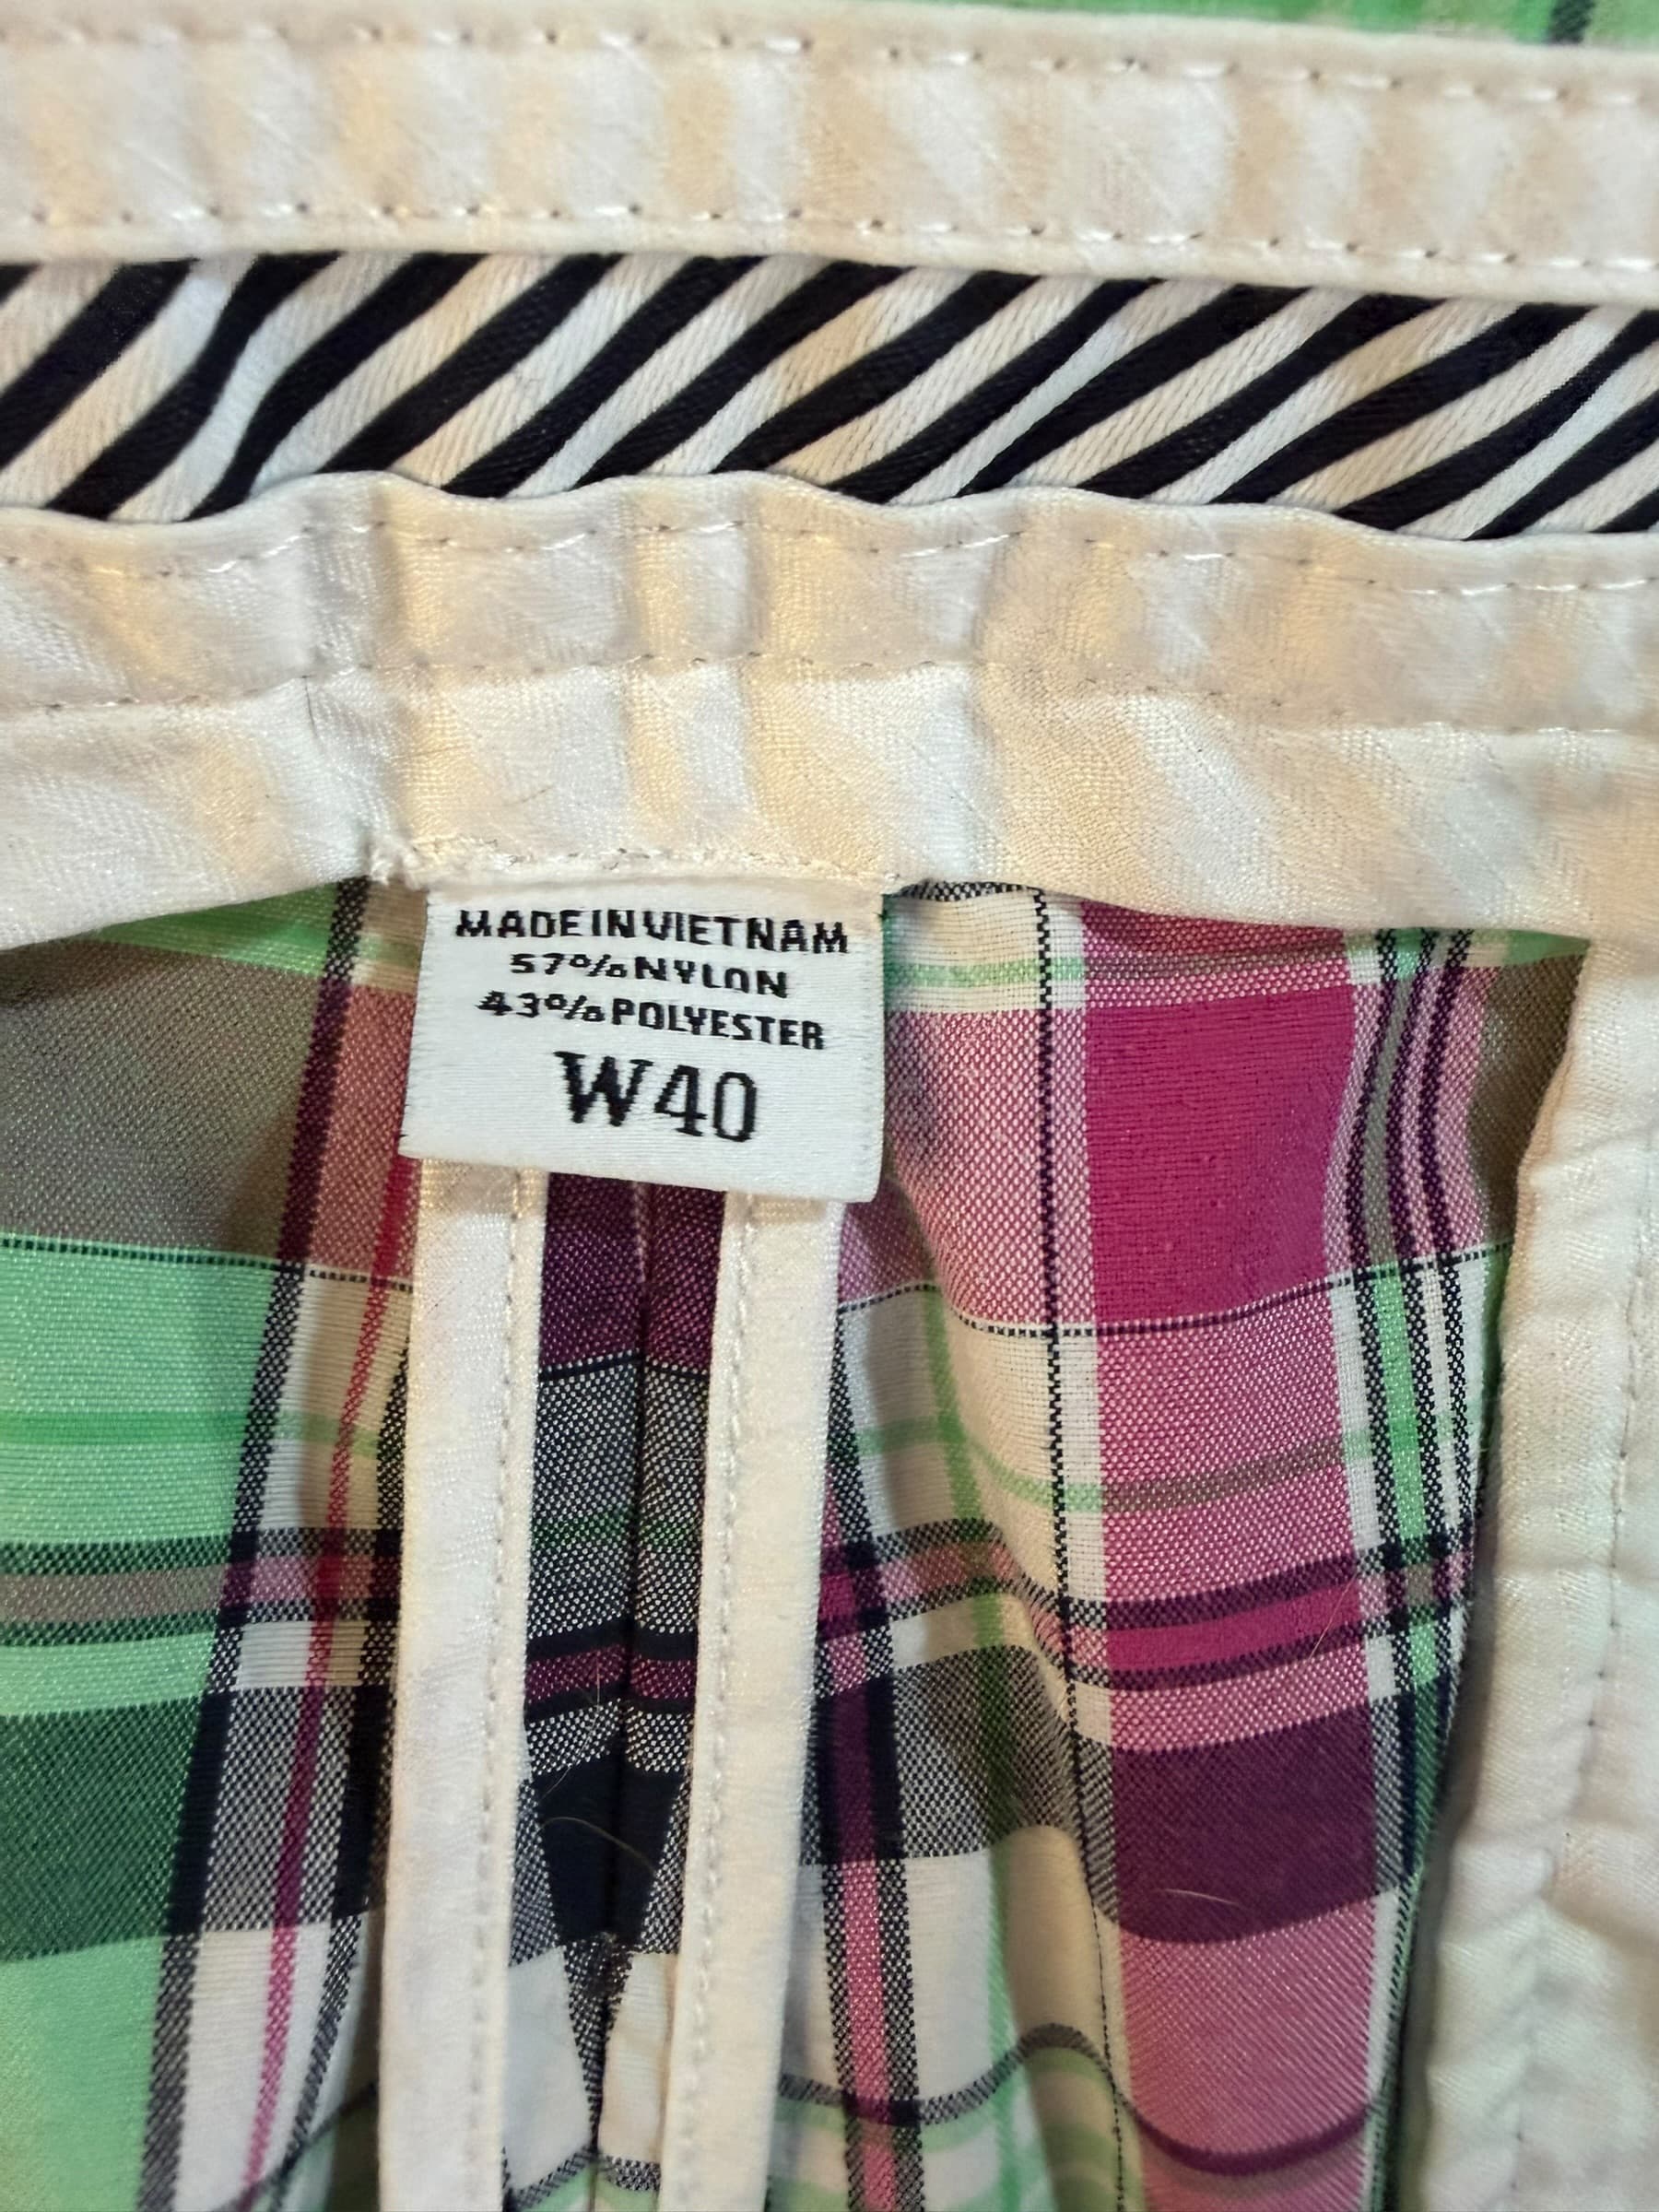 MADE IN VIETNAM
57% NYLON
43% POLYESTER
W40